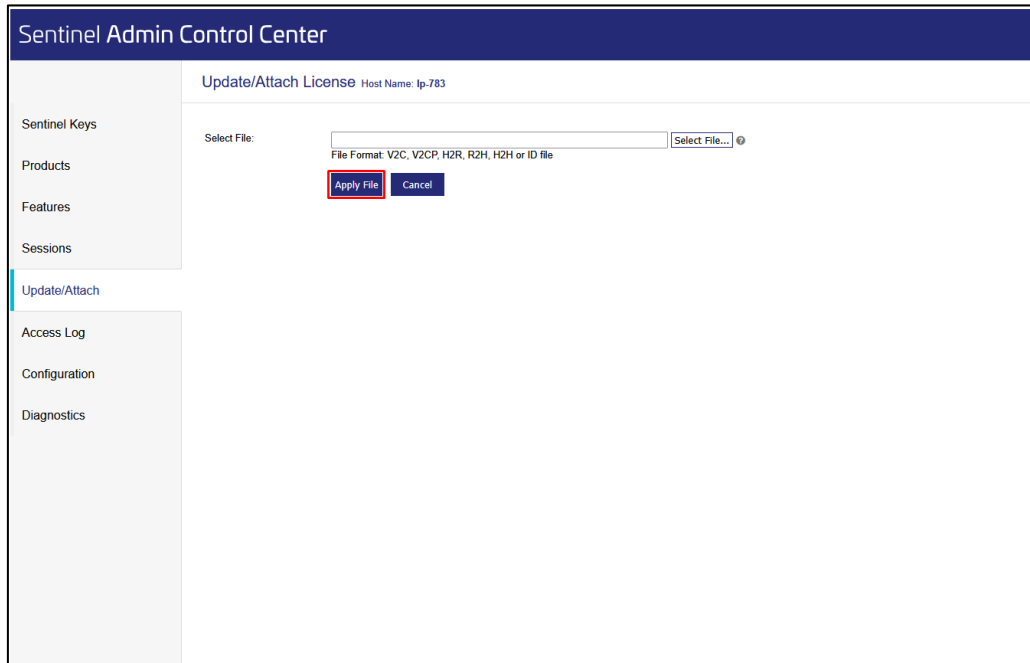 Sentinel Admin Control Center
Update/Attach License Host Name: lp-783
Sentinel Keys
Products
Features
Sessions
Update/Attach
Access Log
Configuration
Diagnostics
Select File:
Select File... ?
File Format: V2C, V2CP, H2R, R2H, H2H or ID file
Apply File Cancel